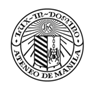 LUX-IN-DOMINO
ATENEO DE MANILA